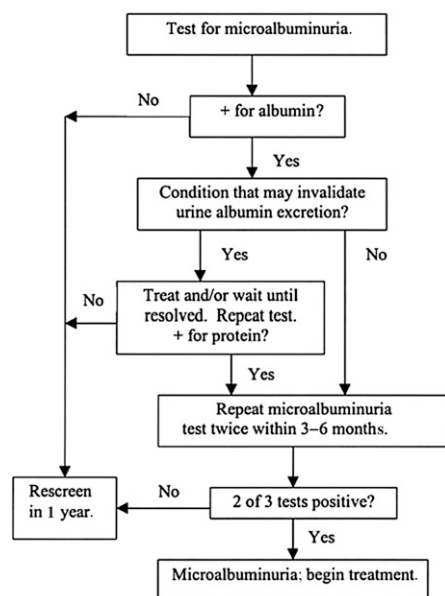 Test for microalbuminuria.
No
+ for albumin?
Yes
Condition that may invalidate
urine albumin excretion?
Yes
No
No
Treat and/or wait until
resolved. Repeat test.
+ for protein?
Yes
Repeat microalbuminuria
test twice within 3–6 months.
Rescreen
in 1 year.
No
2 of 3 tests positive?
Yes
Microalbuminuria; begin treatment.